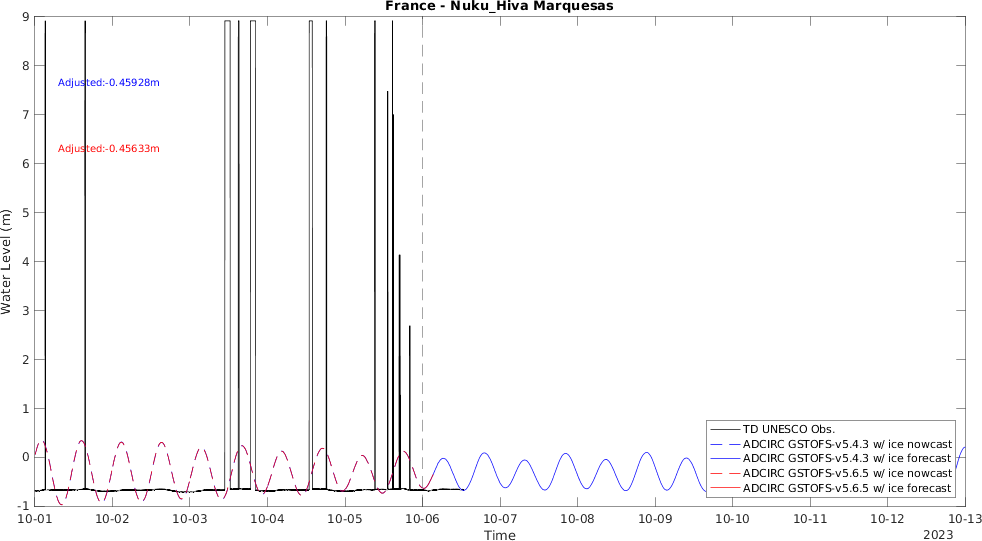 France - Nuku_Hiva Marquesas
9
8
7
6
5
4
3
2
1
0
-1
Water Level (m)
Adjusted:-0.45928m
Adjusted:-0.45633m
TD UNESCO Obs.
ADCIRC GSTOFS-v5.4.3 w/ ice nowcast
ADCIRC GSTOFS-v5.4.3 w/ ice forecast
ADCIRC GSTOFS-v5.6.5 w/ ice nowcast
ADCIRC GSTOFS-v5.6.5 w/ ice forecast
10-01 10-02 10-03 10-04 10-05 10-06 10-07 10-08 10-09 10-10 10-11 10-12 10-13
Time
2023